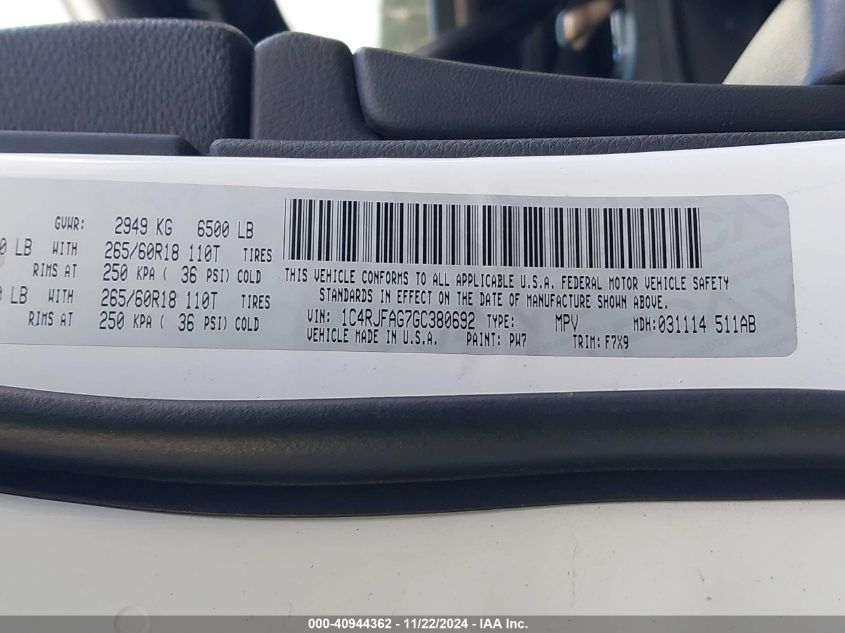 GVWR: 2949 KG 6500 LB
0 LB WITH 265/60R18 110T TIRES
RIMS AT 250 KPA ( 36 PSI) COLD
0 LB WITH 265/60R18 110T TIRES
RIMS AT 250 KPA ( 36 PSI) COLD
THIS VEHICLE CONFORMS TO ALL APPLICABLE U.S.A. FEDERAL MOTOR VEHICLE SAFETY
STANDARDS IN EFFECT ON THE DATE OF MANUFACTURE SHOWN ABOVE.
VIN: 1C4RJFAG7GC380692 TYPE: MPV MDH: 031114 511AB
VEHICLE MADE IN U.S.A. PAINT: PW7 TRIM: F7X9
000-40944362 - 11/22/2024 - IAA Inc.